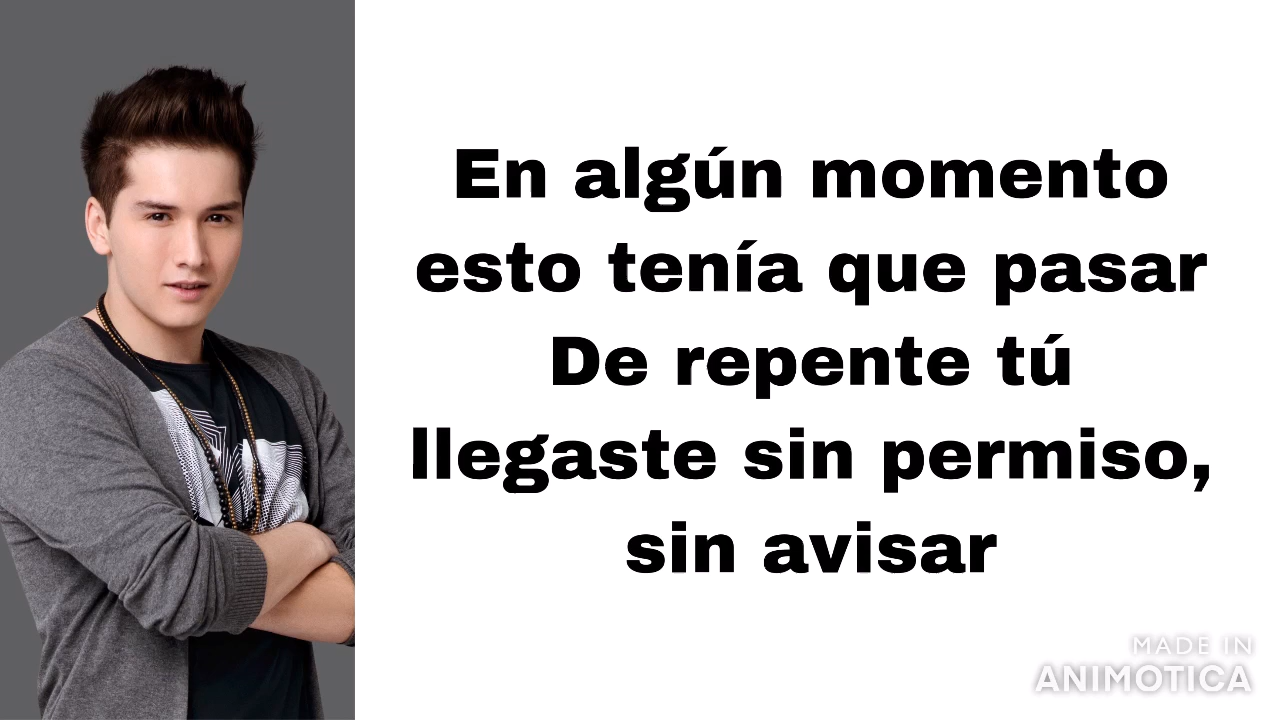 En algún momento
esto tenía que pasar
De repente tú
llegaste sin permiso,
sin avisar
MADE IN
ANIMOTICA